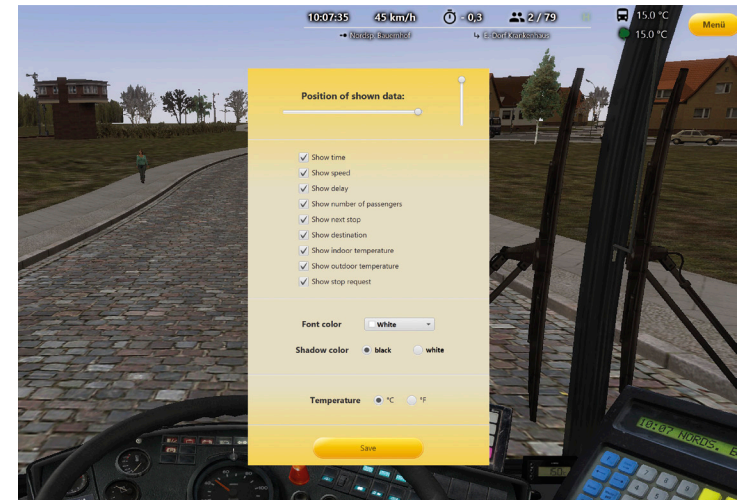 10:07:35 45 km/h - 0,3 2 / 79 15.0 °C Menü
Nordsp. Bauernhof E.-Dorf Krankenhaus 15.0 °C
Position of shown data:
Show time
Show speed
Show delay
Show number of passengers
Show next stop
Show destination
Show indoor temperature
Show outdoor temperature
Show stop request
Font color White
Shadow color black white
Temperature °C °F
Save
10:07 NORDS. B